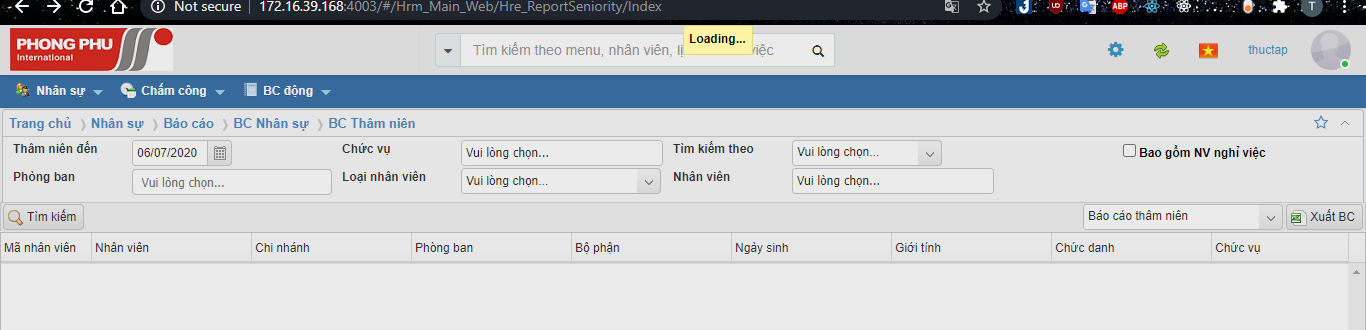 Not secure | 172.16.39.168:4003/#/Hrm_Main_Web/Hre_ReportSeniority/Index
UD ABP T
PHONG PHU
International
Tìm kiếm theo menu, nhân viên, lị việc
Loading...
thuctap
Nhân sự Chấm công BC động
Trang chủ Nhân sự Báo cáo BC Nhân sự BC Thâm niên
Thâm niên đến 06/07/2020 Chức vụ Vui lòng chọn... Tìm kiếm theo Vui lòng chọn... Bao gồm NV nghỉ việc
Phòng ban Vui lòng chọn... Loại nhân viên Vui lòng chọn... Nhân viên Vui lòng chọn...
Tìm kiếm Báo cáo thâm niên Xuất BC
Mã nhân viên Nhân viên Chi nhánh Phòng ban Bộ phận Ngày sinh Giới tính Chức danh Chức vụ